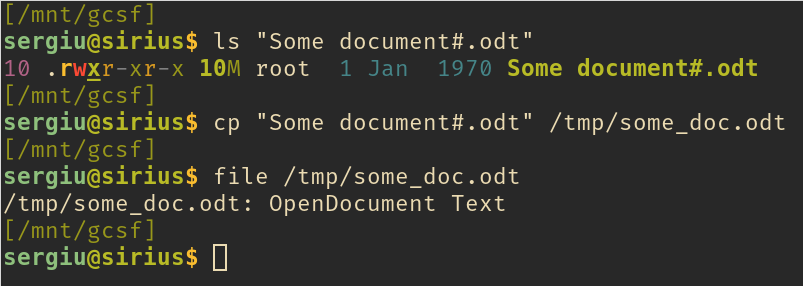 [/mnt/gcsf]
sergiu@sirius$ ls "Some document#.odt"
10 .rwxr-xr-x 10M root  1 Jan  1970 Some document#.odt
[/mnt/gcsf]
sergiu@sirius$ cp "Some document#.odt" /tmp/some_doc.odt
[/mnt/gcsf]
sergiu@sirius$ file /tmp/some_doc.odt
/tmp/some_doc.odt: OpenDocument Text
[/mnt/gcsf]
sergiu@sirius$